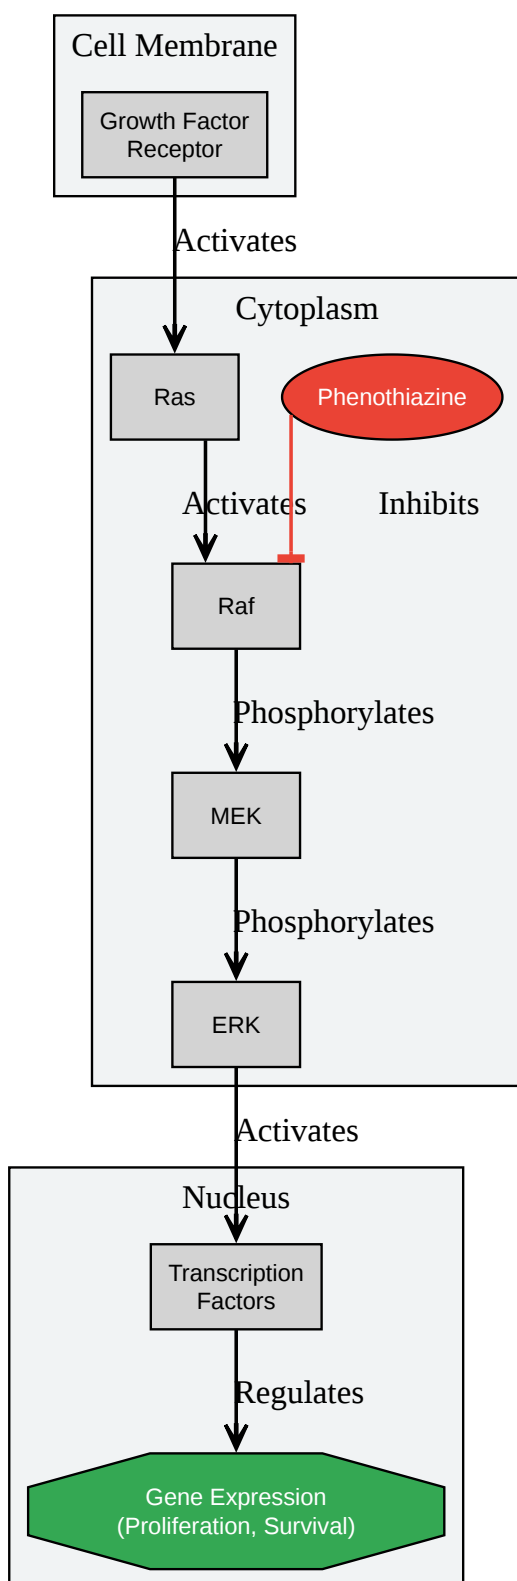 Cell Membrane
Growth Factor
Receptor
Activates
Cytoplasm
Ras
Phenothiazine
Activates
Inhibits
Raf
Phosphorylates
MEK
Phosphorylates
ERK
Activates
Nucleus
Transcription
Factors
Regulates
Gene Expression
(Proliferation, Survival)